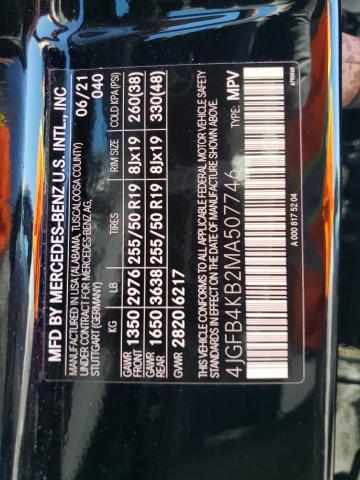 MFD BY MERCEDES-BENZ U.S. INTL., INC
MANUFACTURED IN USA (ALABAMA, TUSCALOOSA COUNTY) 06/21
UNDER CONTRACT FOR MERCEDES-BENZ AG, 040
STUTTGART (GERMANY)
KG LB TIRES RIM SIZE COLD KPA (PSI)
GAWR FRONT 1350 2976 255/50 R19 8Jx19 260(38)
GAWR REAR 1650 3638 255/50 R19 8Jx19 330(48)
GVWR 2820 6217
THIS VEHICLE CONFORMS TO ALL APPLICABLE FEDERAL MOTOR VEHICLE SAFETY
STANDARDS IN EFFECT ON THE DATE OF MANUFACTURE SHOWN ABOVE.
4JGFB4KB2MA507746 TYPE: MPV
A 000 817 52 04